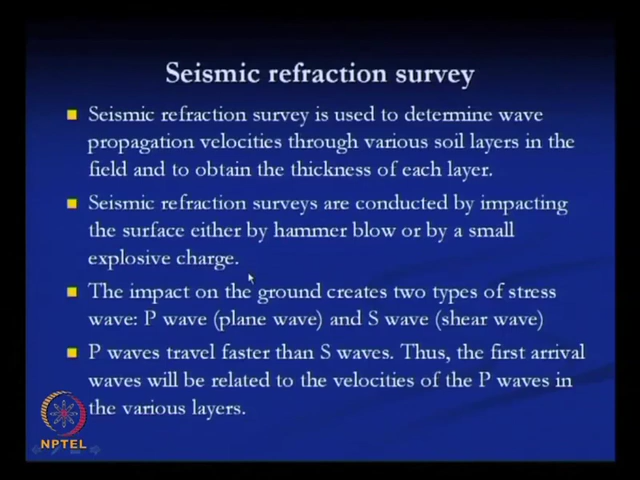 Seismic refraction survey
Seismic refraction survey is used to determine wave
propagation velocities through various soil layers in the
field and to obtain the thickness of each layer.
Seismic refraction surveys are conducted by impacting
the surface either by hammer blow or by a small
explosive charge.
The impact on the ground creates two types of stress
wave: P wave (plane wave) and S wave (shear wave)
P waves travel faster than S waves. Thus, the first arrival
waves will be related to the velocities of the P waves in
the various layers.
NPTEL